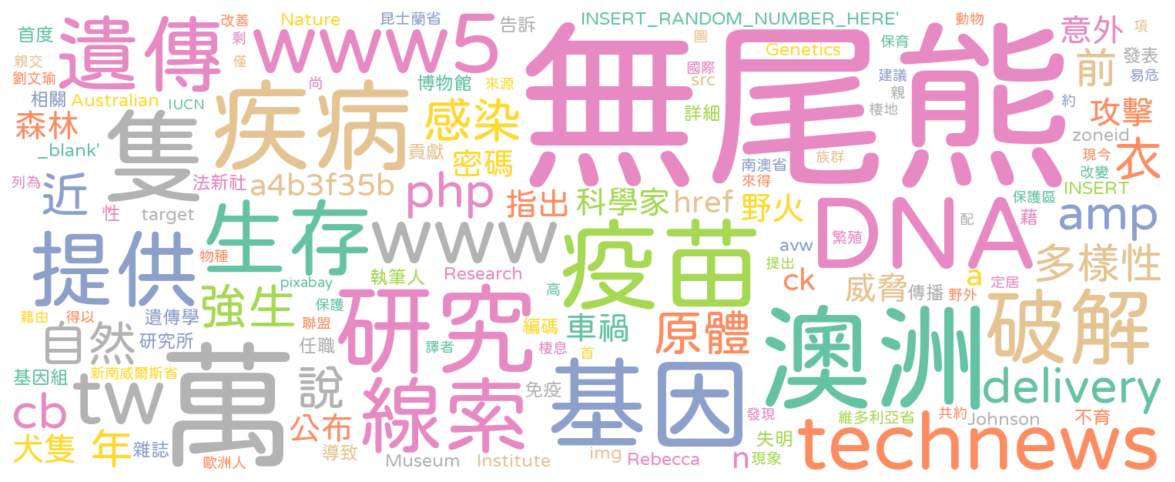 首度 改善 Nature 昆士蘭省 告訴 INSERT_RANDOM_NUMBER_HERE' 動物 意外 項
遺傳 剩 www5 無尾熊 圖 Genetics 保育 前 發表
親交 僅 博物館 來源 國際 建議 易危
劉文瑜 尚 src 親
相關 Australian IUCN 疾病 感染 詳細 棲地 約 攻擊
森林 隻 貢獻 密碼 zoneid
_blank' 族群 現今 衣
列為 近 法新社 a4b3f35b php 指出 科學家 href 南澳省 來得 野火 改變 保護區 INSERT
性 target 生存 www DNA 配 藉 amp
提供 物種 執筆人 Research 疫苗 avw 繁殖 多樣性
pixabay 高 提出 ck 威脅 傳播 a 野外 定居
強生 保護 研究 破解
藉由 得以 遺傳學 聯盟 編碼 車禍 原體 澳洲
自然 研究所 任職 譯者 棲息 首
基因組 新南威爾斯省 萬 說 線索 免疫 基因 delivery
cb tw 公布 發現 維多利亞省 共約 Johnson 不育
犬隻 年 雜誌 導致 失明 technews
歐洲人 Museum Institute img Rebecca n 現象